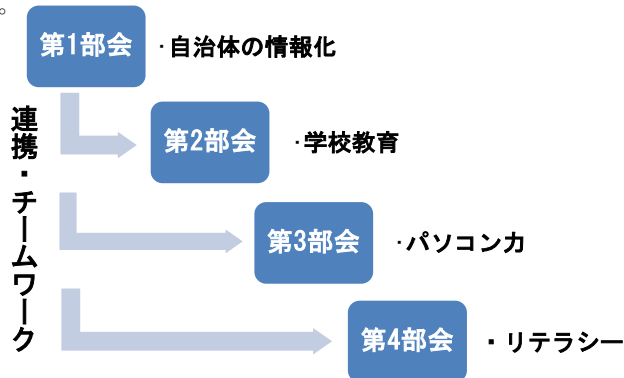 。
第1部会
・自治体の情報化
第2部会
・学校教育
第3部会
・パソコン力
第4部会
・リテラシー
連携・チームワーク